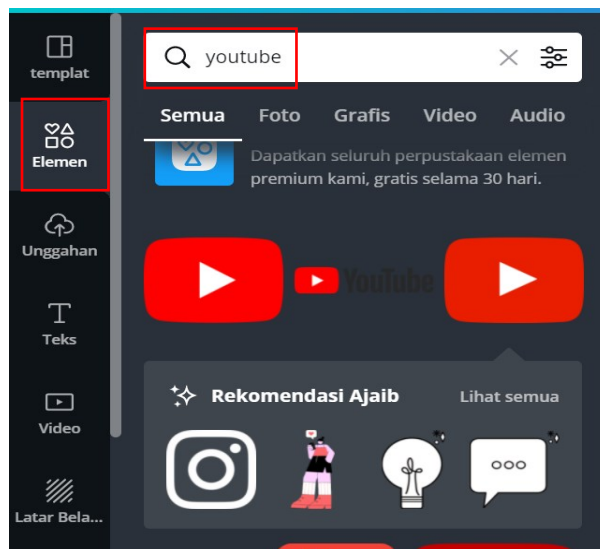 templat
Elemen
Unggahan
Teks
Video
Latar Bela...
youtube
Semua Foto Grafis Video Audio
Dapatkan seluruh perpustakaan elemen
premium kami, gratis selama 30 hari.
YouTube
Rekomendasi Ajaib Lihat semua